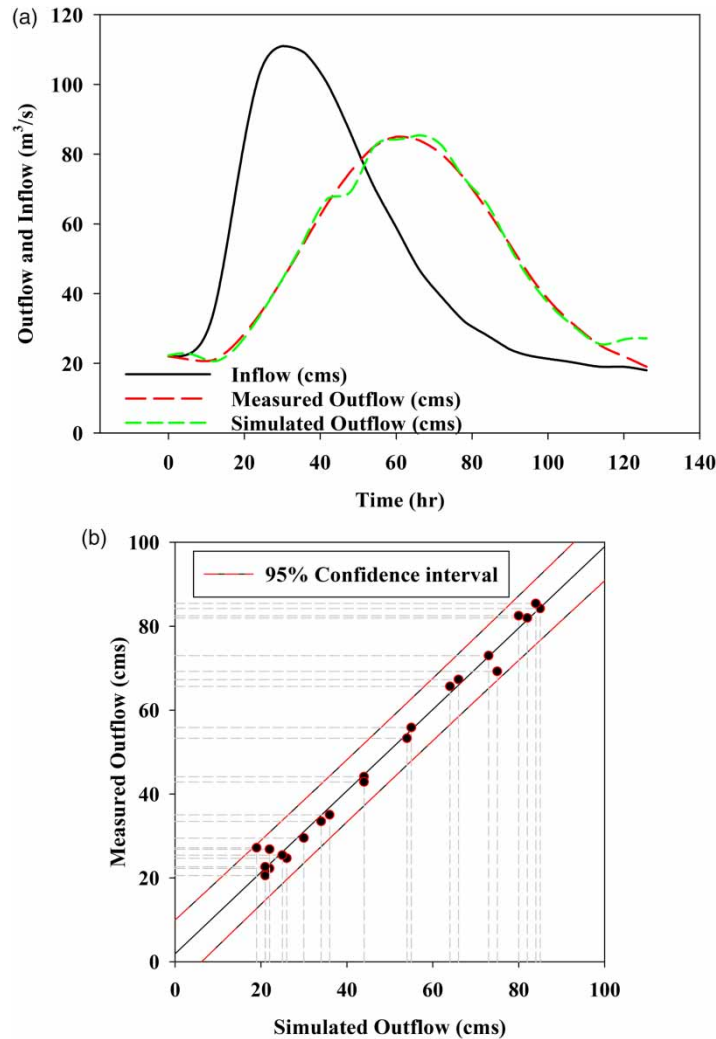 (a)
120
100
80
60
40
20
0
Outflow and Inflow (m³/s)
Inflow (cms)
Measured Outflow (cms)
Simulated Outflow (cms)
0 20 40 60 80 100 120 140
Time (hr)
(b)
100
80
60
40
20
0
Measured Outflow (cms)
95% Confidence interval
0 20 40 60 80 100
Simulated Outflow (cms)